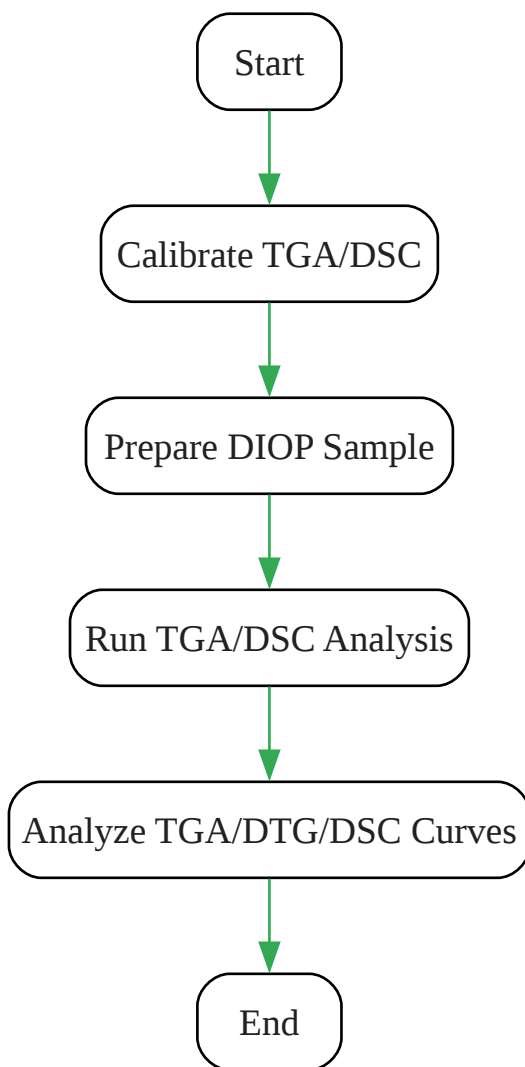 Start
Calibrate TGA/DSC
Prepare DIOP Sample
Run TGA/DSC Analysis
Analyze TGA/DTG/DSC Curves
End